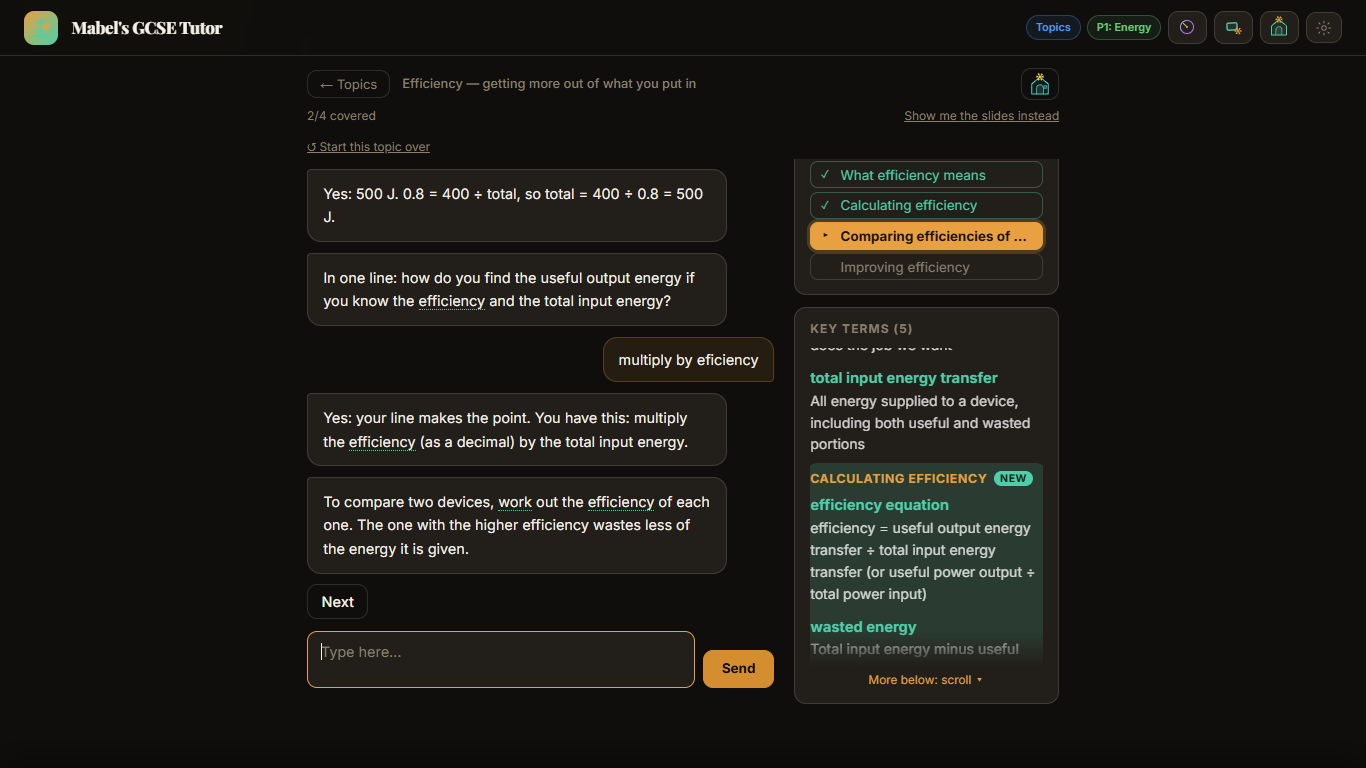 Mabel's GCSE Tutor
Topics
P1: Energy
← Topics
Efficiency — getting more out of what you put in
2/4 covered
Show me the slides instead
↺ Start this topic over
Yes: 500 J. 0.8 = 400 ÷ total, so total = 400 ÷ 0.8 = 500
J.
In one line: how do you find the useful output energy if
you know the efficiency and the total input energy?
multiply by eficiency
Yes: your line makes the point. You have this: multiply
the efficiency (as a decimal) by the total input energy.
To compare two devices, work out the efficiency of each
one. The one with the higher efficiency wastes less of
the energy it is given.
Next
Type here...
Send
✓ What efficiency means
✓ Calculating efficiency
‣ Comparing efficiencies of ...
Improving efficiency
KEY TERMS (5)
does the job we want
total input energy transfer
All energy supplied to a device,
including both useful and wasted
portions
CALCULATING EFFICIENCY NEW
efficiency equation
efficiency = useful output energy
transfer ÷ total input energy
transfer (or useful power output ÷
total power input)
wasted energy
Total input energy minus useful
More below: scroll ▾